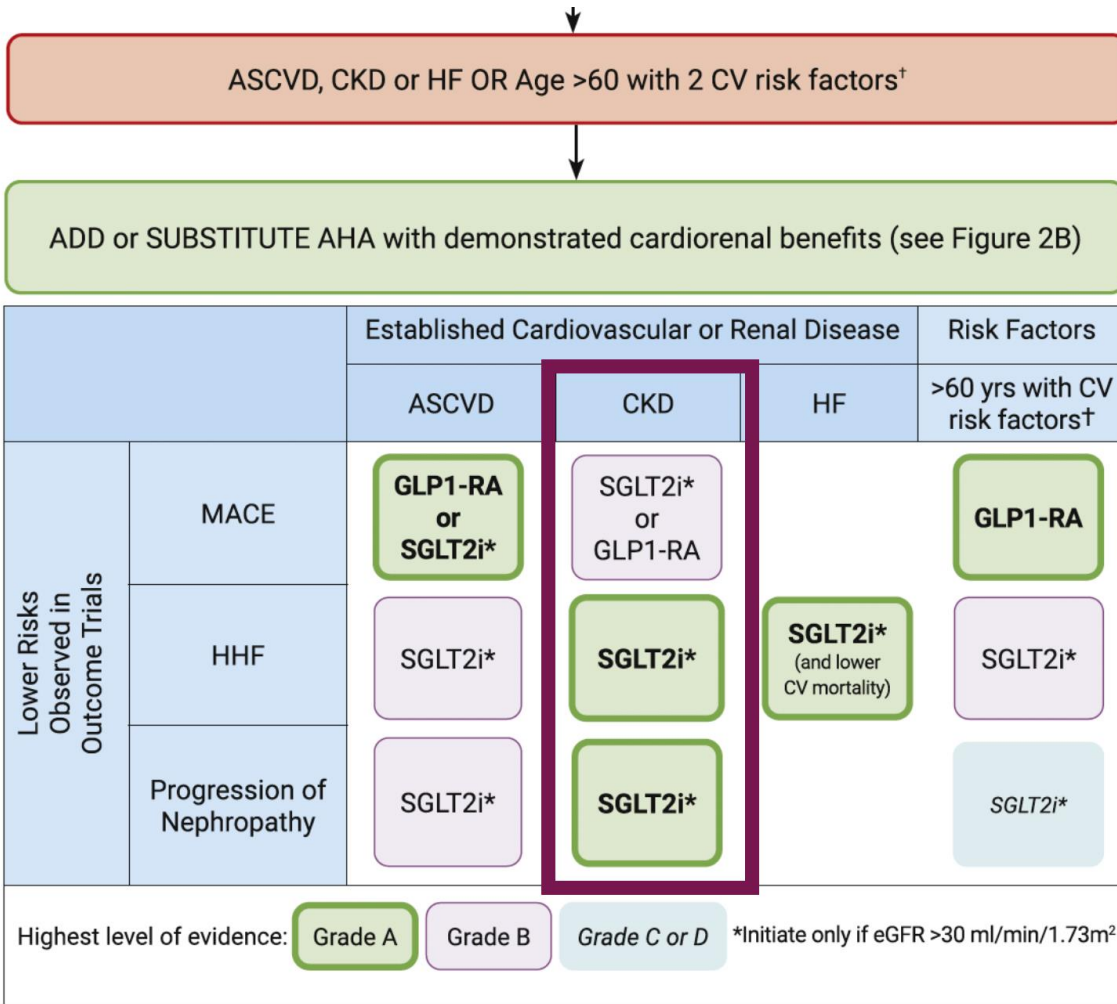 ASCVD, CKD or HF OR Age >60 with 2 CV risk factors†
ADD or SUBSTITUTE AHA with demonstrated cardiorenal benefits (see Figure 2B)
Established Cardiovascular or Renal Disease
Risk Factors
ASCVD
CKD
HF
>60 yrs with CV
risk factors†
Lower Risks
Observed in
Outcome Trials
MACE
GLP1-RA
or
SGLT2i*
SGLT2i*
or
GLP1-RA
GLP1-RA
HHF
SGLT2i*
SGLT2i*
SGLT2i*
(and lower
CV mortality)
SGLT2i*
Progression of
Nephropathy
SGLT2i*
SGLT2i*
SGLT2i*
Highest level of evidence:
Grade A
Grade B
Grade C or D
*Initiate only if eGFR >30 ml/min/1.73m²